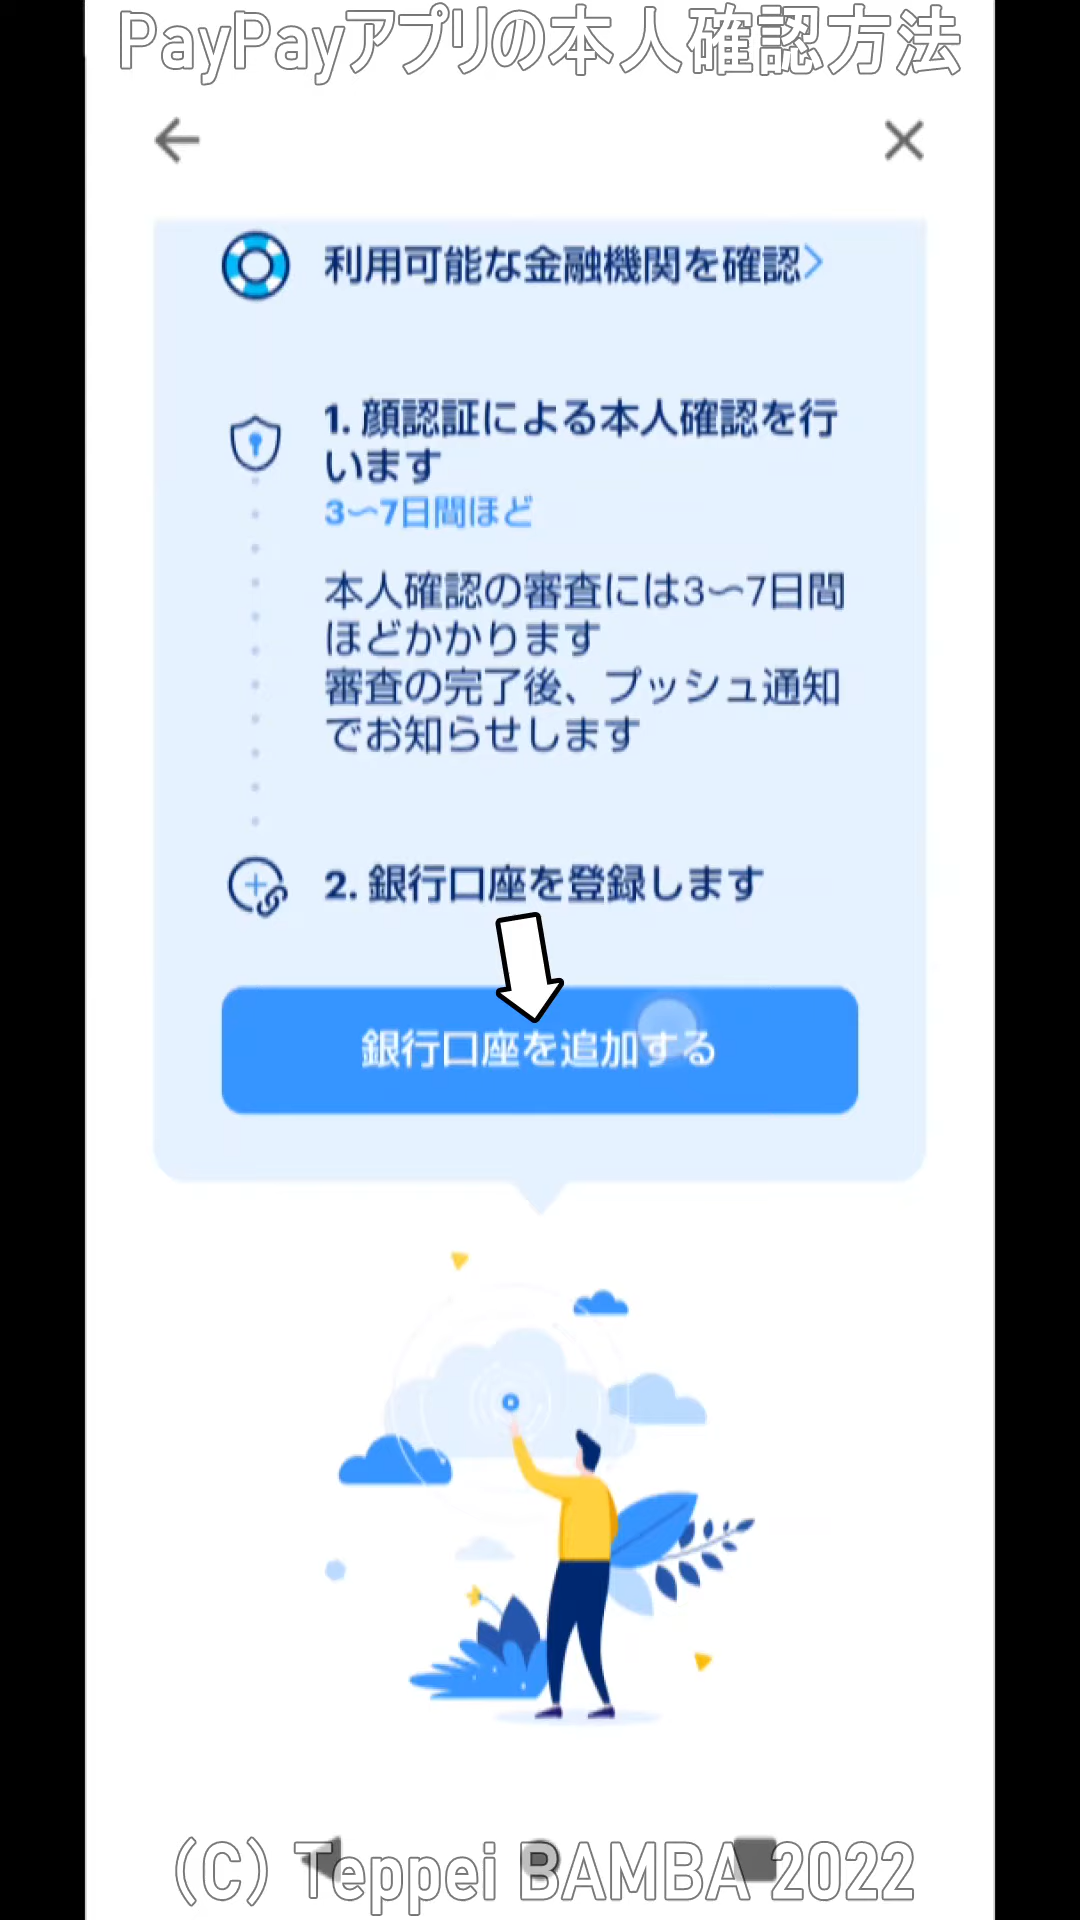 PayPayアプリの本人確認方法
利用可能な金融機関を確認
1. 顔認証による本人確認を行
います
3〜7日間ほど
本人確認の審査には3〜7日間
ほどかかります
審査の完了後、プッシュ通知
でお知らせします
2. 銀行口座を登録します
銀行口座を追加する
(C) Teppei BAMBA 2022